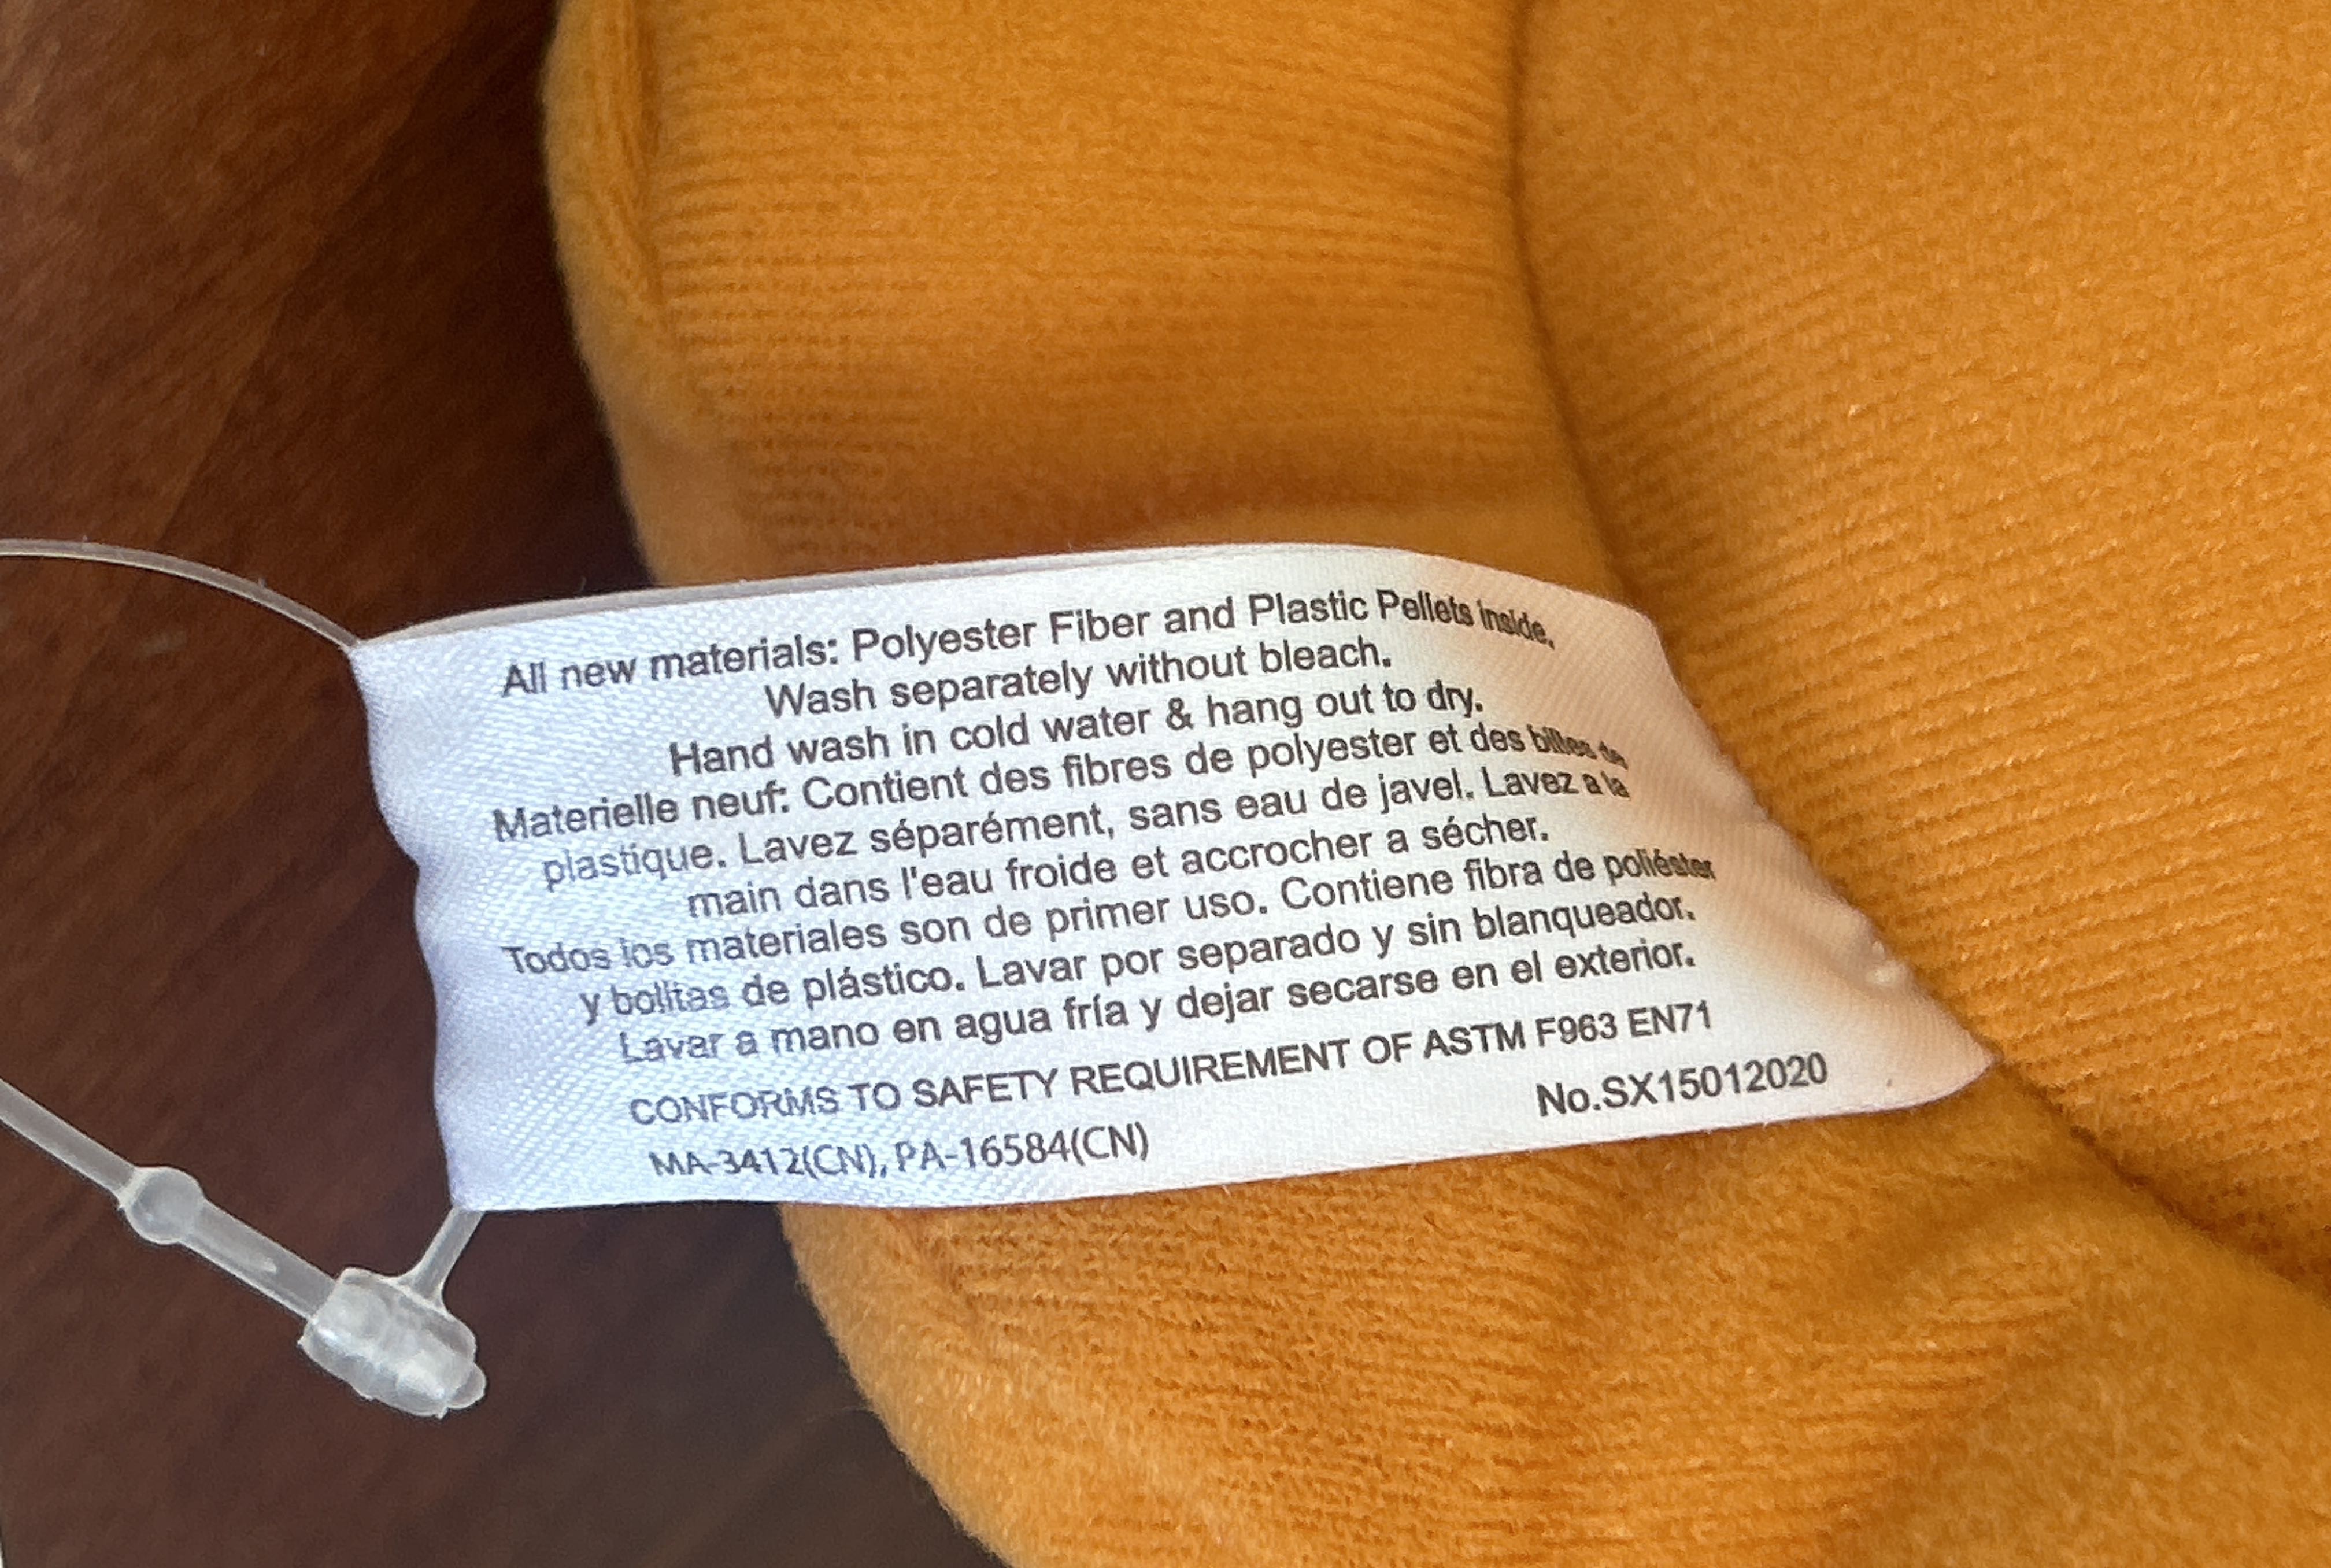 All new materials: Polyester Fiber and Plastic Pellets inside.
Wash separately without bleach.
Hand wash in cold water & hang out to dry.
Materielle neuf: Contient des fibres de polyester et des billes de
plastique. Lavez séparément, sans eau de javel. Lavez a la
main dans l'eau froide et accrocher a sécher.
Todos los materiales son de primer uso. Contiene fibra de poliéster
y bolitas de plástico. Lavar por separado y sin blanqueador.
Lavar a mano en agua fría y dejar secarse en el exterior.
CONFORMS TO SAFETY REQUIREMENT OF ASTM F963 EN71
No.SX15012020
MA-3412(CN), PA-16584(CN)